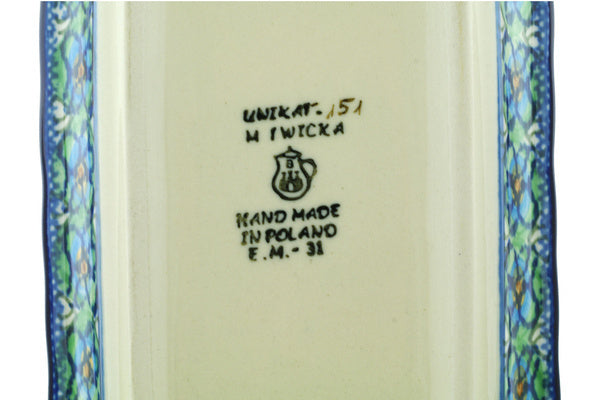 UNIKAT-151
M IWICKA
B
HAND MADE
IN POLAND
E.M.-31